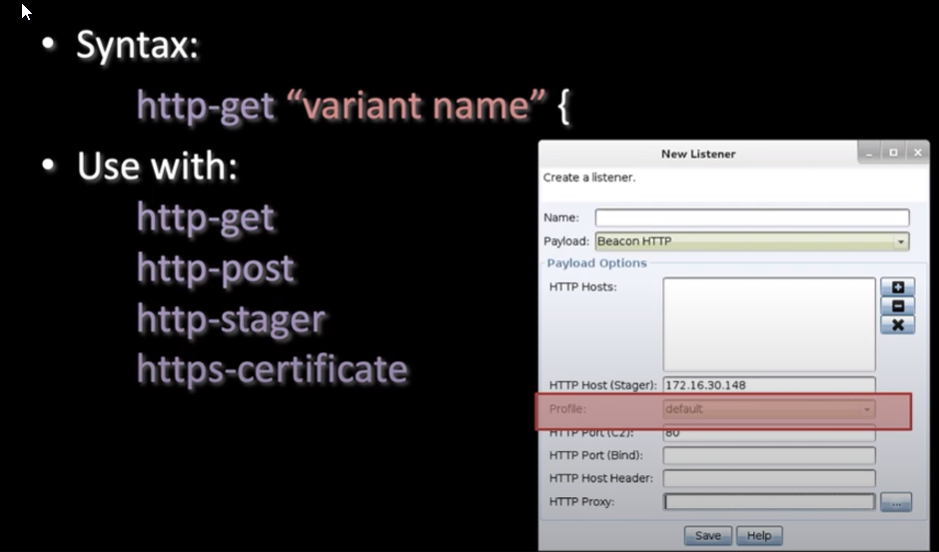 • Syntax:
http-get “variant name” {
• Use with:
http-get
http-post
http-stager
https-certificate
New Listener
Create a listener.
Name:
Payload: Beacon HTTP
Payload Options
HTTP Hosts:
HTTP Host (Stager): 172.16.30.148
Profile: default
HTTP Port (C2): 80
HTTP Port (Bind):
HTTP Host Header:
HTTP Proxy: ...
Save Help